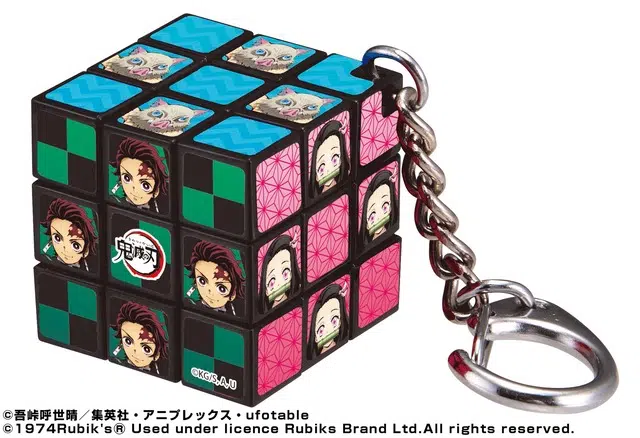 鬼滅の刃
©KG/S,A,U
©吾峠呼世晴／集英社・アニプレックス・ufotable
©1974Rubik's® Used under licence Rubiks Brand Ltd.All rights reserved.